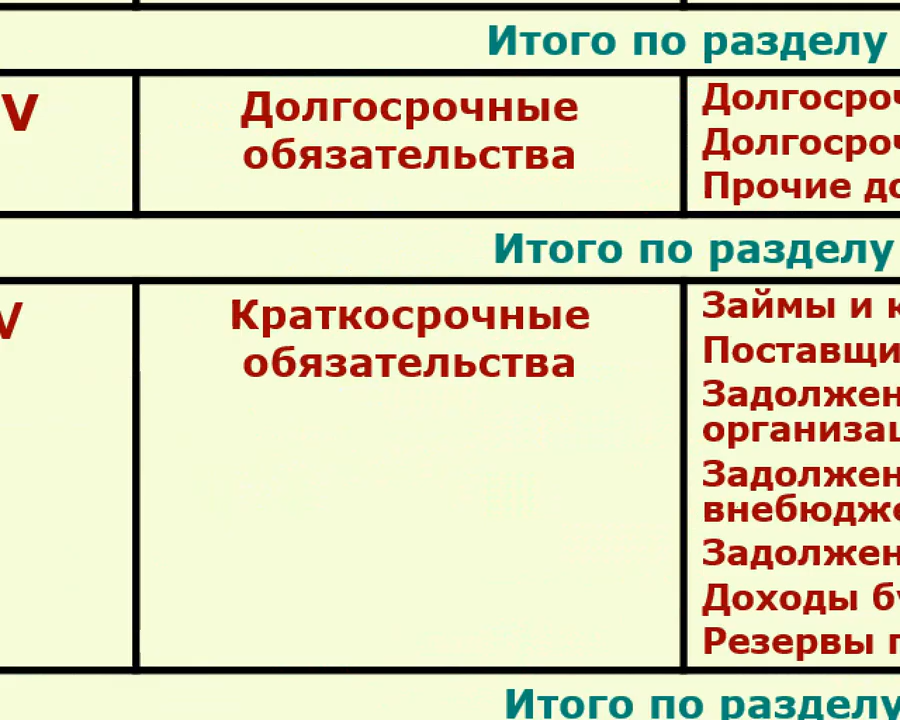 Итого по разделу
V
Долгосрочные
обязательства
Долгосроч
Долгосроч
Прочие до
Итого по разделу
V
Краткосрочные
обязательства
Займы и к
Поставщи
Задолжен
организац
Задолжен
внебюдже
Задолжен
Доходы бу
Резервы п
Итого по разделу